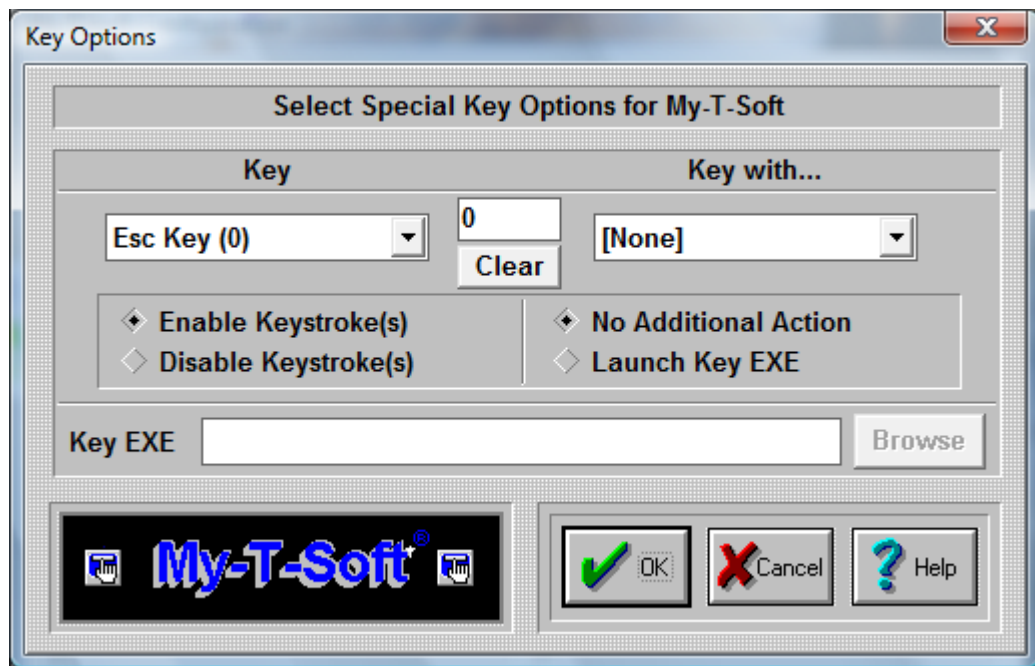 Key Options
Select Special Key Options for My-T-Soft
Key Key with...
Esc Key (0) 0 [None]
Clear
Enable Keystroke(s) No Additional Action
Disable Keystroke(s) Launch Key EXE
Key EXE Browse
My-T-Soft® OK Cancel Help